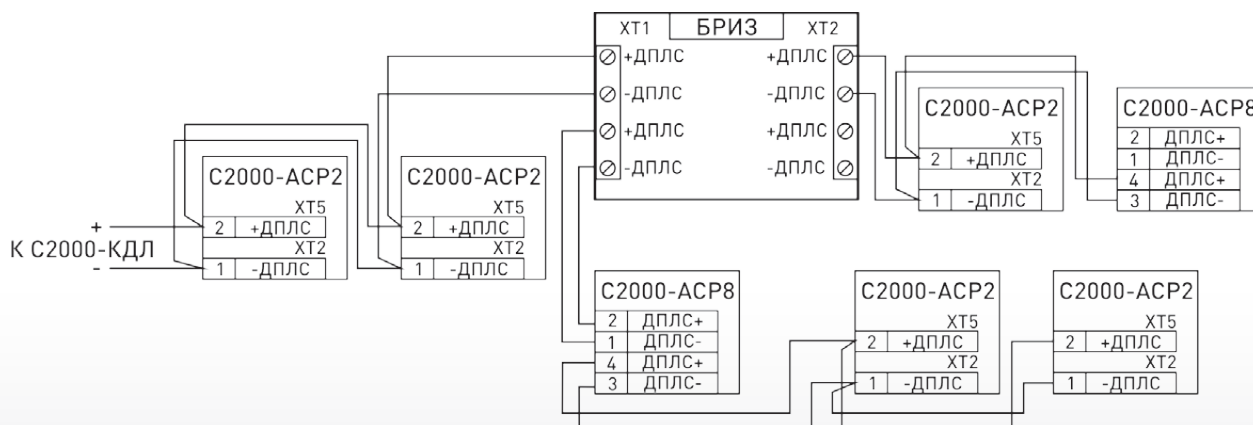 XT1 БРИЗ XT2
+ДПЛС +ДПЛС
-ДПЛС -ДПЛС
+ДПЛС +ДПЛС
-ДПЛС -ДПЛС
С2000-АСР2
XT5
2 +ДПЛС
XT2
1 -ДПЛС
С2000-АСР8
2 ДПЛС+
1 ДПЛС-
4 ДПЛС+
3 ДПЛС-
+
К С2000-КДЛ
-
С2000-АСР2
XT5
2 +ДПЛС
XT2
1 -ДПЛС
С2000-АСР2
XT5
2 +ДПЛС
XT2
1 -ДПЛС
С2000-АСР8
2 ДПЛС+
1 ДПЛС-
4 ДПЛС+
3 ДПЛС-
С2000-АСР2
XT5
2 +ДПЛС
XT2
1 -ДПЛС
С2000-АСР2
XT5
2 +ДПЛС
XT2
1 -ДПЛС